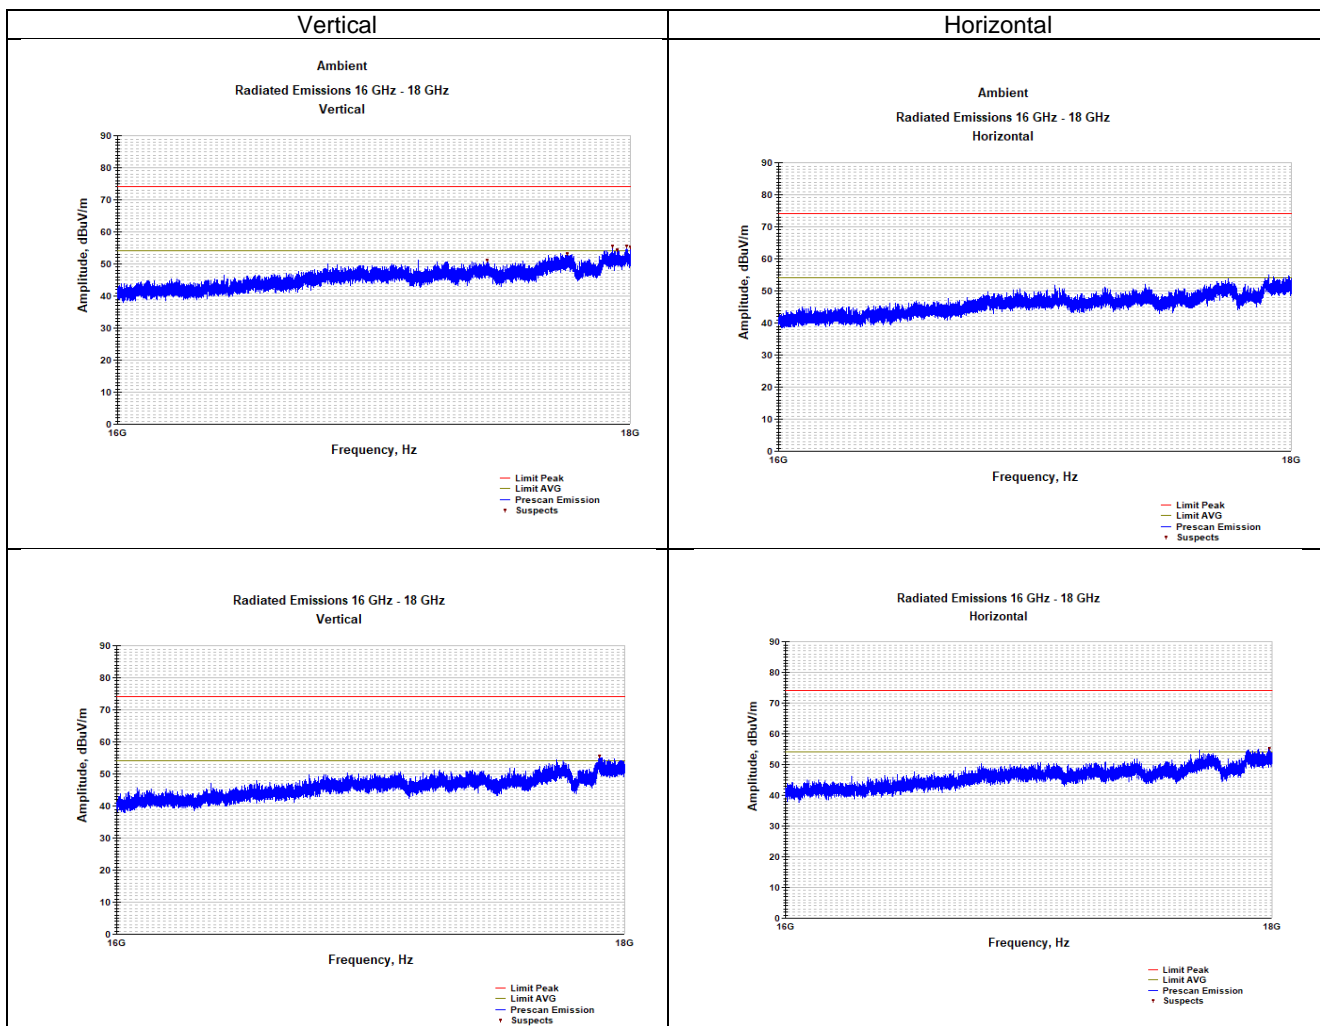 Vertical
Horizontal
Ambient
Radiated Emissions 16 GHz - 18 GHz
Vertical
90
80
70
60
50
40
30
20
10
0
Amplitude, dBuV/m
16G
18G
Frequency, Hz
Limit Peak
Limit AVG
Prescan Emission
Suspects
Ambient
Radiated Emissions 16 GHz - 18 GHz
Horizontal
90
80
70
60
50
40
30
20
10
0
Amplitude, dBuV/m
16G
18G
Frequency, Hz
Limit Peak
Limit AVG
Prescan Emission
Suspects
Radiated Emissions 16 GHz - 18 GHz
Vertical
90
80
70
60
50
40
30
20
10
0
Amplitude, dBuV/m
16G
18G
Frequency, Hz
Limit Peak
Limit AVG
Prescan Emission
Suspects
Radiated Emissions 16 GHz - 18 GHz
Horizontal
90
80
70
60
50
40
30
20
10
0
Amplitude, dBuV/m
16G
18G
Frequency, Hz
Limit Peak
Limit AVG
Prescan Emission
Suspects